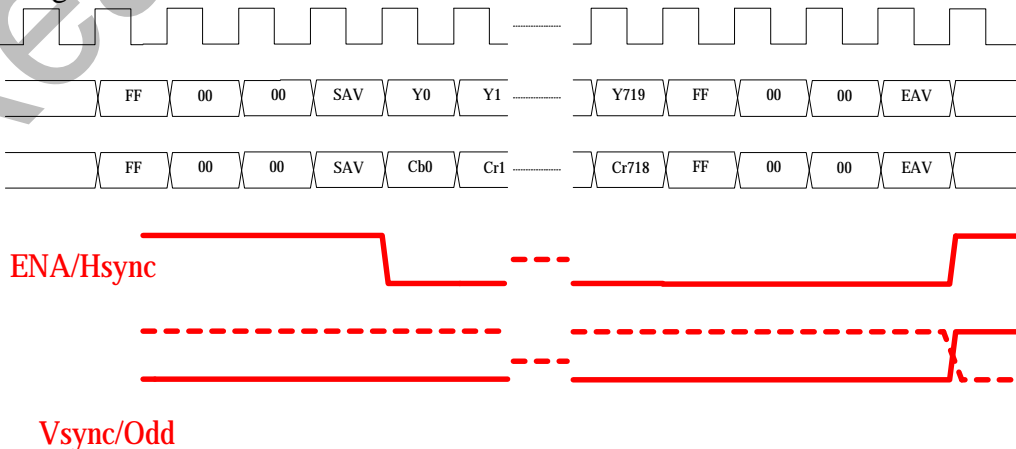 FF 00 00 SAV Y0 Y1 Y719 FF 00 00 EAV
FF 00 00 SAV Cb0 Cr1 Cr718 FF 00 00 EAV
ENA/Hsync
Vsync/Odd